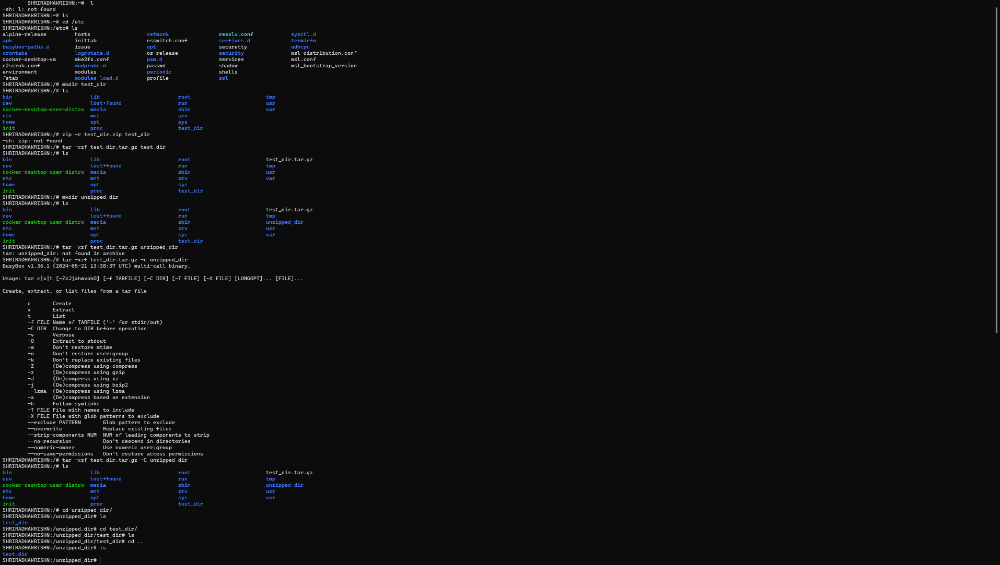 SHRIRADHAKRISHN:~#  l
-sh: l: not found
SHRIRADHAKRISHN:~# ls
SHRIRADHAKRISHN:~# cd /etc
SHRIRADHAKRISHN:/etc# ls
alpine-release         hosts                  network                resolv.conf            sysctl.d
apk                    inittab                nsswitch.conf          secfixes.d             terminfo
busybox-paths.d        issue                  opt                    securetty              udhcpc
crontabs               logrotate.d            os-release             security               wsl-distribution.conf
docker-desktop-vm      mke2fs.conf            pam.d                  services               wsl.conf
e2scrub.conf           modprobe.d             passwd                 shadow                 wsl_bootstrap_version
environment            modules                periodic               shells
fstab                  modules-load.d         profile                ssl
SHRIRADHAKRISHN:/# mkdir test_dir
SHRIRADHAKRISHN:/# ls
bin                         lib                         root                        tmp
dev                         lost+found                  run                         usr
docker-desktop-user-distro  media                       sbin                        var
etc                         mnt                         srv
home                        opt                         sys
init                        proc                        test_dir
SHRIRADHAKRISHN:/# zip -r test_dir.zip test_dir
-sh: zip: not found
SHRIRADHAKRISHN:/# tar -czf test_dir.tar.gz test_dir
SHRIRADHAKRISHN:/# ls
bin                         lib                         root                        test_dir.tar.gz
dev                         lost+found                  run                         tmp
docker-desktop-user-distro  media                       sbin                        usr
etc                         mnt                         srv                         var
home                        opt                         sys
init                        proc                        test_dir
SHRIRADHAKRISHN:/# mkdir unzipped_dir
SHRIRADHAKRISHN:/# ls
bin                         lib                         root                        test_dir.tar.gz
dev                         lost+found                  run                         tmp
docker-desktop-user-distro  media                       sbin                        unzipped_dir
etc                         mnt                         srv                         usr
home                        opt                         sys                         var
init                        proc                        test_dir
SHRIRADHAKRISHN:/# tar -xzf test_dir.tar.gz unzipped_dir
tar: unzipped_dir: not found in archive
SHRIRADHAKRISHN:/# tar -xzf test_dir.tar.gz -c unzipped_dir
BusyBox v1.36.1 (2024-05-21 13:38:37 UTC) multi-call binary.

Usage: tar c|x|t [-ZzJjahmvokO] [-f TARFILE] [-C DIR] [-T FILE] [-X FILE] [LONGOPT]... [FILE]...

Create, extract, or list files from a tar file

        c       Create
        x       Extract
        t       List
        -f FILE Name of TARFILE ('-' for stdin/out)
        -C DIR  Change to DIR before operation
        -v      Verbose
        -O      Extract to stdout
        -m      Don't restore mtime
        -o      Don't restore user:group
        -k      Don't replace existing files
        -Z      (De)compress using compress
        -z      (De)compress using gzip
        -J      (De)compress using xz
        -j      (De)compress using bzip2
        --lzma  (De)compress using lzma
        -a      (De)compress based on extension
        -h      Follow symlinks
        -T FILE File with names to include
        -X FILE File with glob patterns to exclude
        --exclude PATTERN       Glob pattern to exclude
        --overwrite             Replace existing files
        --strip-components NUM  NUM of leading components to strip
        --no-recursion          Don't descend in directories
        --numeric-owner         Use numeric user:group
        --no-same-permissions   Don't restore access permissions
SHRIRADHAKRISHN:/# tar -xzf test_dir.tar.gz -C unzipped_dir
SHRIRADHAKRISHN:/# ls
bin                         lib                         root                        test_dir.tar.gz
dev                         lost+found                  run                         tmp
docker-desktop-user-distro  media                       sbin                        unzipped_dir
etc                         mnt                         srv                         usr
home                        opt                         sys                         var
init                        proc                        test_dir
SHRIRADHAKRISHN:/# cd unzipped_dir/
SHRIRADHAKRISHN:/unzipped_dir# ls
test_dir
SHRIRADHAKRISHN:/unzipped_dir# cd test_dir/
SHRIRADHAKRISHN:/unzipped_dir/test_dir# ls
SHRIRADHAKRISHN:/unzipped_dir/test_dir# cd ..
SHRIRADHAKRISHN:/unzipped_dir# ls
test_dir
SHRIRADHAKRISHN:/unzipped_dir#